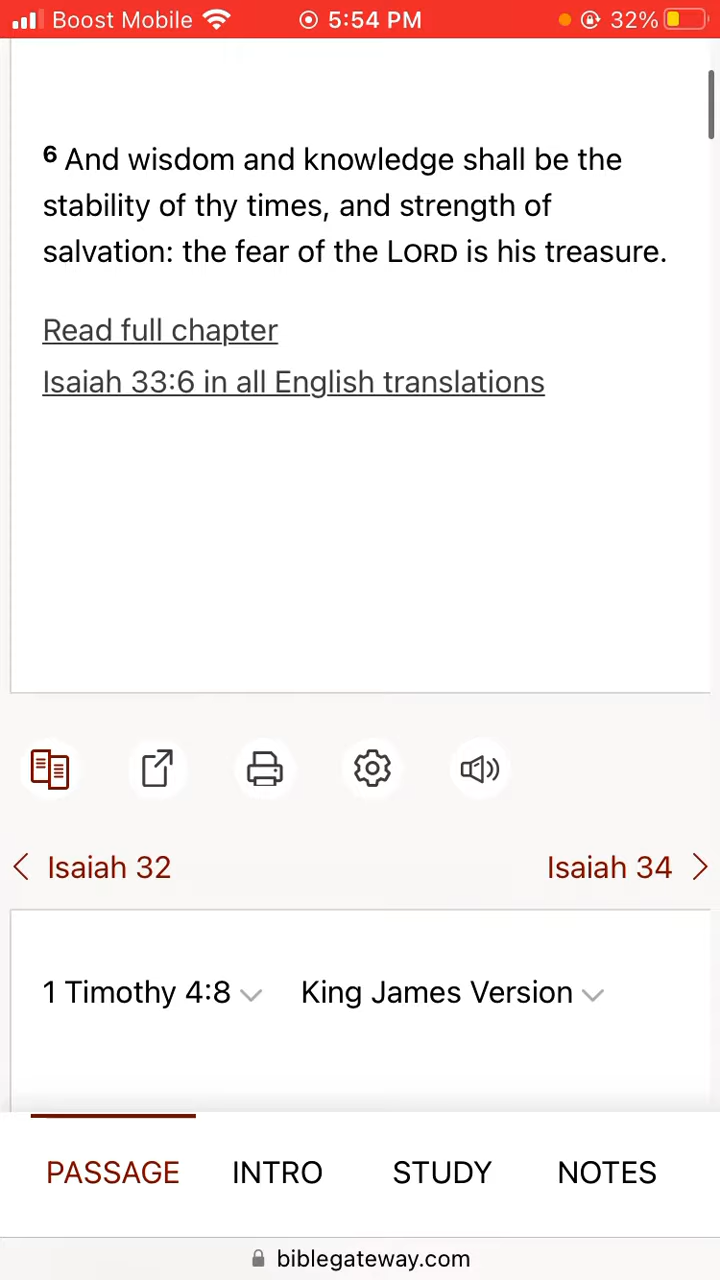 Boost Mobile 5:54 PM 32%
6 And wisdom and knowledge shall be the
stability of thy times, and strength of
salvation: the fear of the LORD is his treasure.
Read full chapter
Isaiah 33:6 in all English translations
Isaiah 32 Isaiah 34
1 Timothy 4:8 King James Version
PASSAGE INTRO STUDY NOTES
biblegateway.com